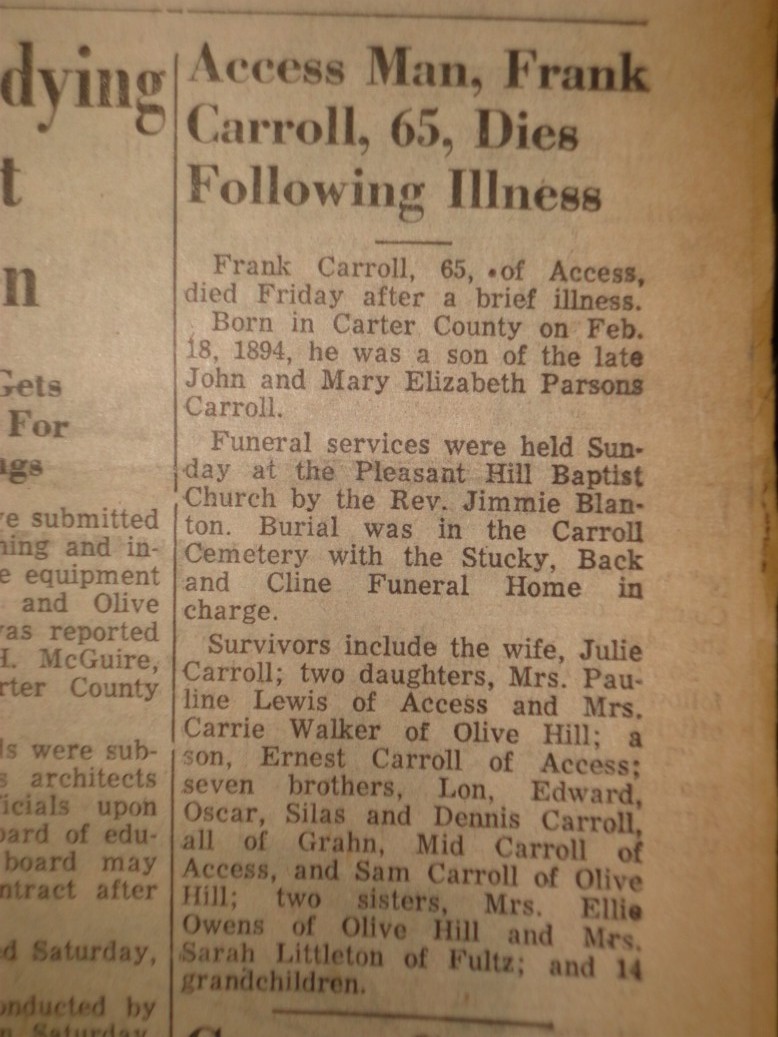 dying
t
n
Gets
For
ngs
ve submitted
ning and in-
e equipment
and Olive
was reported
H. McGuire,
rter County
ls were sub-
s architects
ficials upon
oard of edu-
board may
ntract after
d Saturday,
onducted by
n Saturday
Access Man, Frank
Carroll, 65, Dies
Following Illness
Frank Carroll, 65, of Access,
died Friday after a brief illness.
Born in Carter County on Feb.
18, 1894, he was a son of the late
John and Mary Elizabeth Parsons
Carroll.
Funeral services were held Sun-
day at the Pleasant Hill Baptist
Church by the Rev. Jimmie Blan-
ton. Burial was in the Carroll
Cemetery with the Stucky, Back
and Cline Funeral Home in
charge.
Survivors include the wife, Julie
Carroll; two daughters, Mrs. Pau-
line Lewis of Access and Mrs.
Carrie Walker of Olive Hill; a
son, Ernest Carroll of Access;
seven brothers, Lon, Edward,
Oscar, Silas and Dennis Carroll,
all of Grahn, Mid Carroll of
Access, and Sam Carroll of Olive
Hill; two sisters, Mrs. Ellie
Owens of Olive Hill and Mrs.
Sarah Littleton of Fultz; and 14
grandchildren.